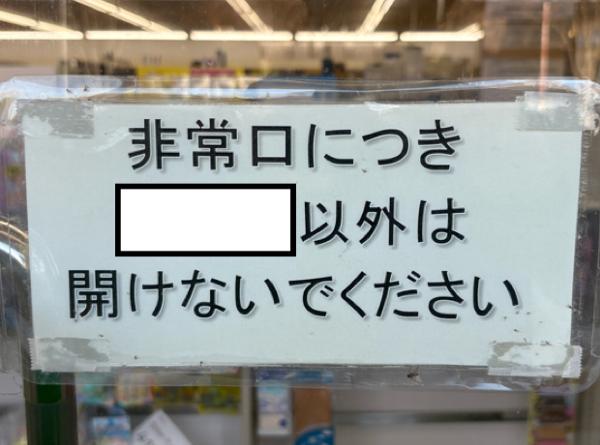 非常口につき
以外は
開けないでください